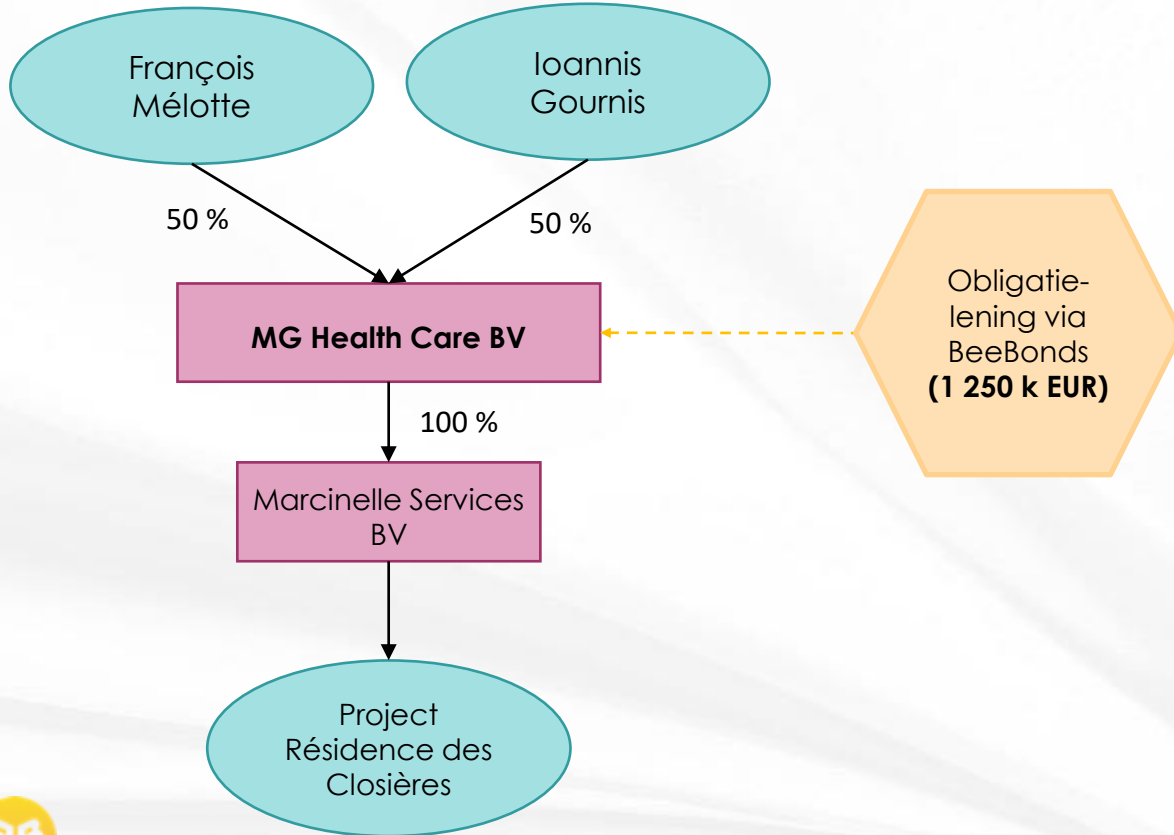 François
Mélotte
Ioannis
Gournis
50 %
50 %
MG Health Care BV
Obligatie-
lening via
BeeBonds
(1 250 k EUR)
100 %
Marcinelle Services
BV
Project
Résidence des
Closières